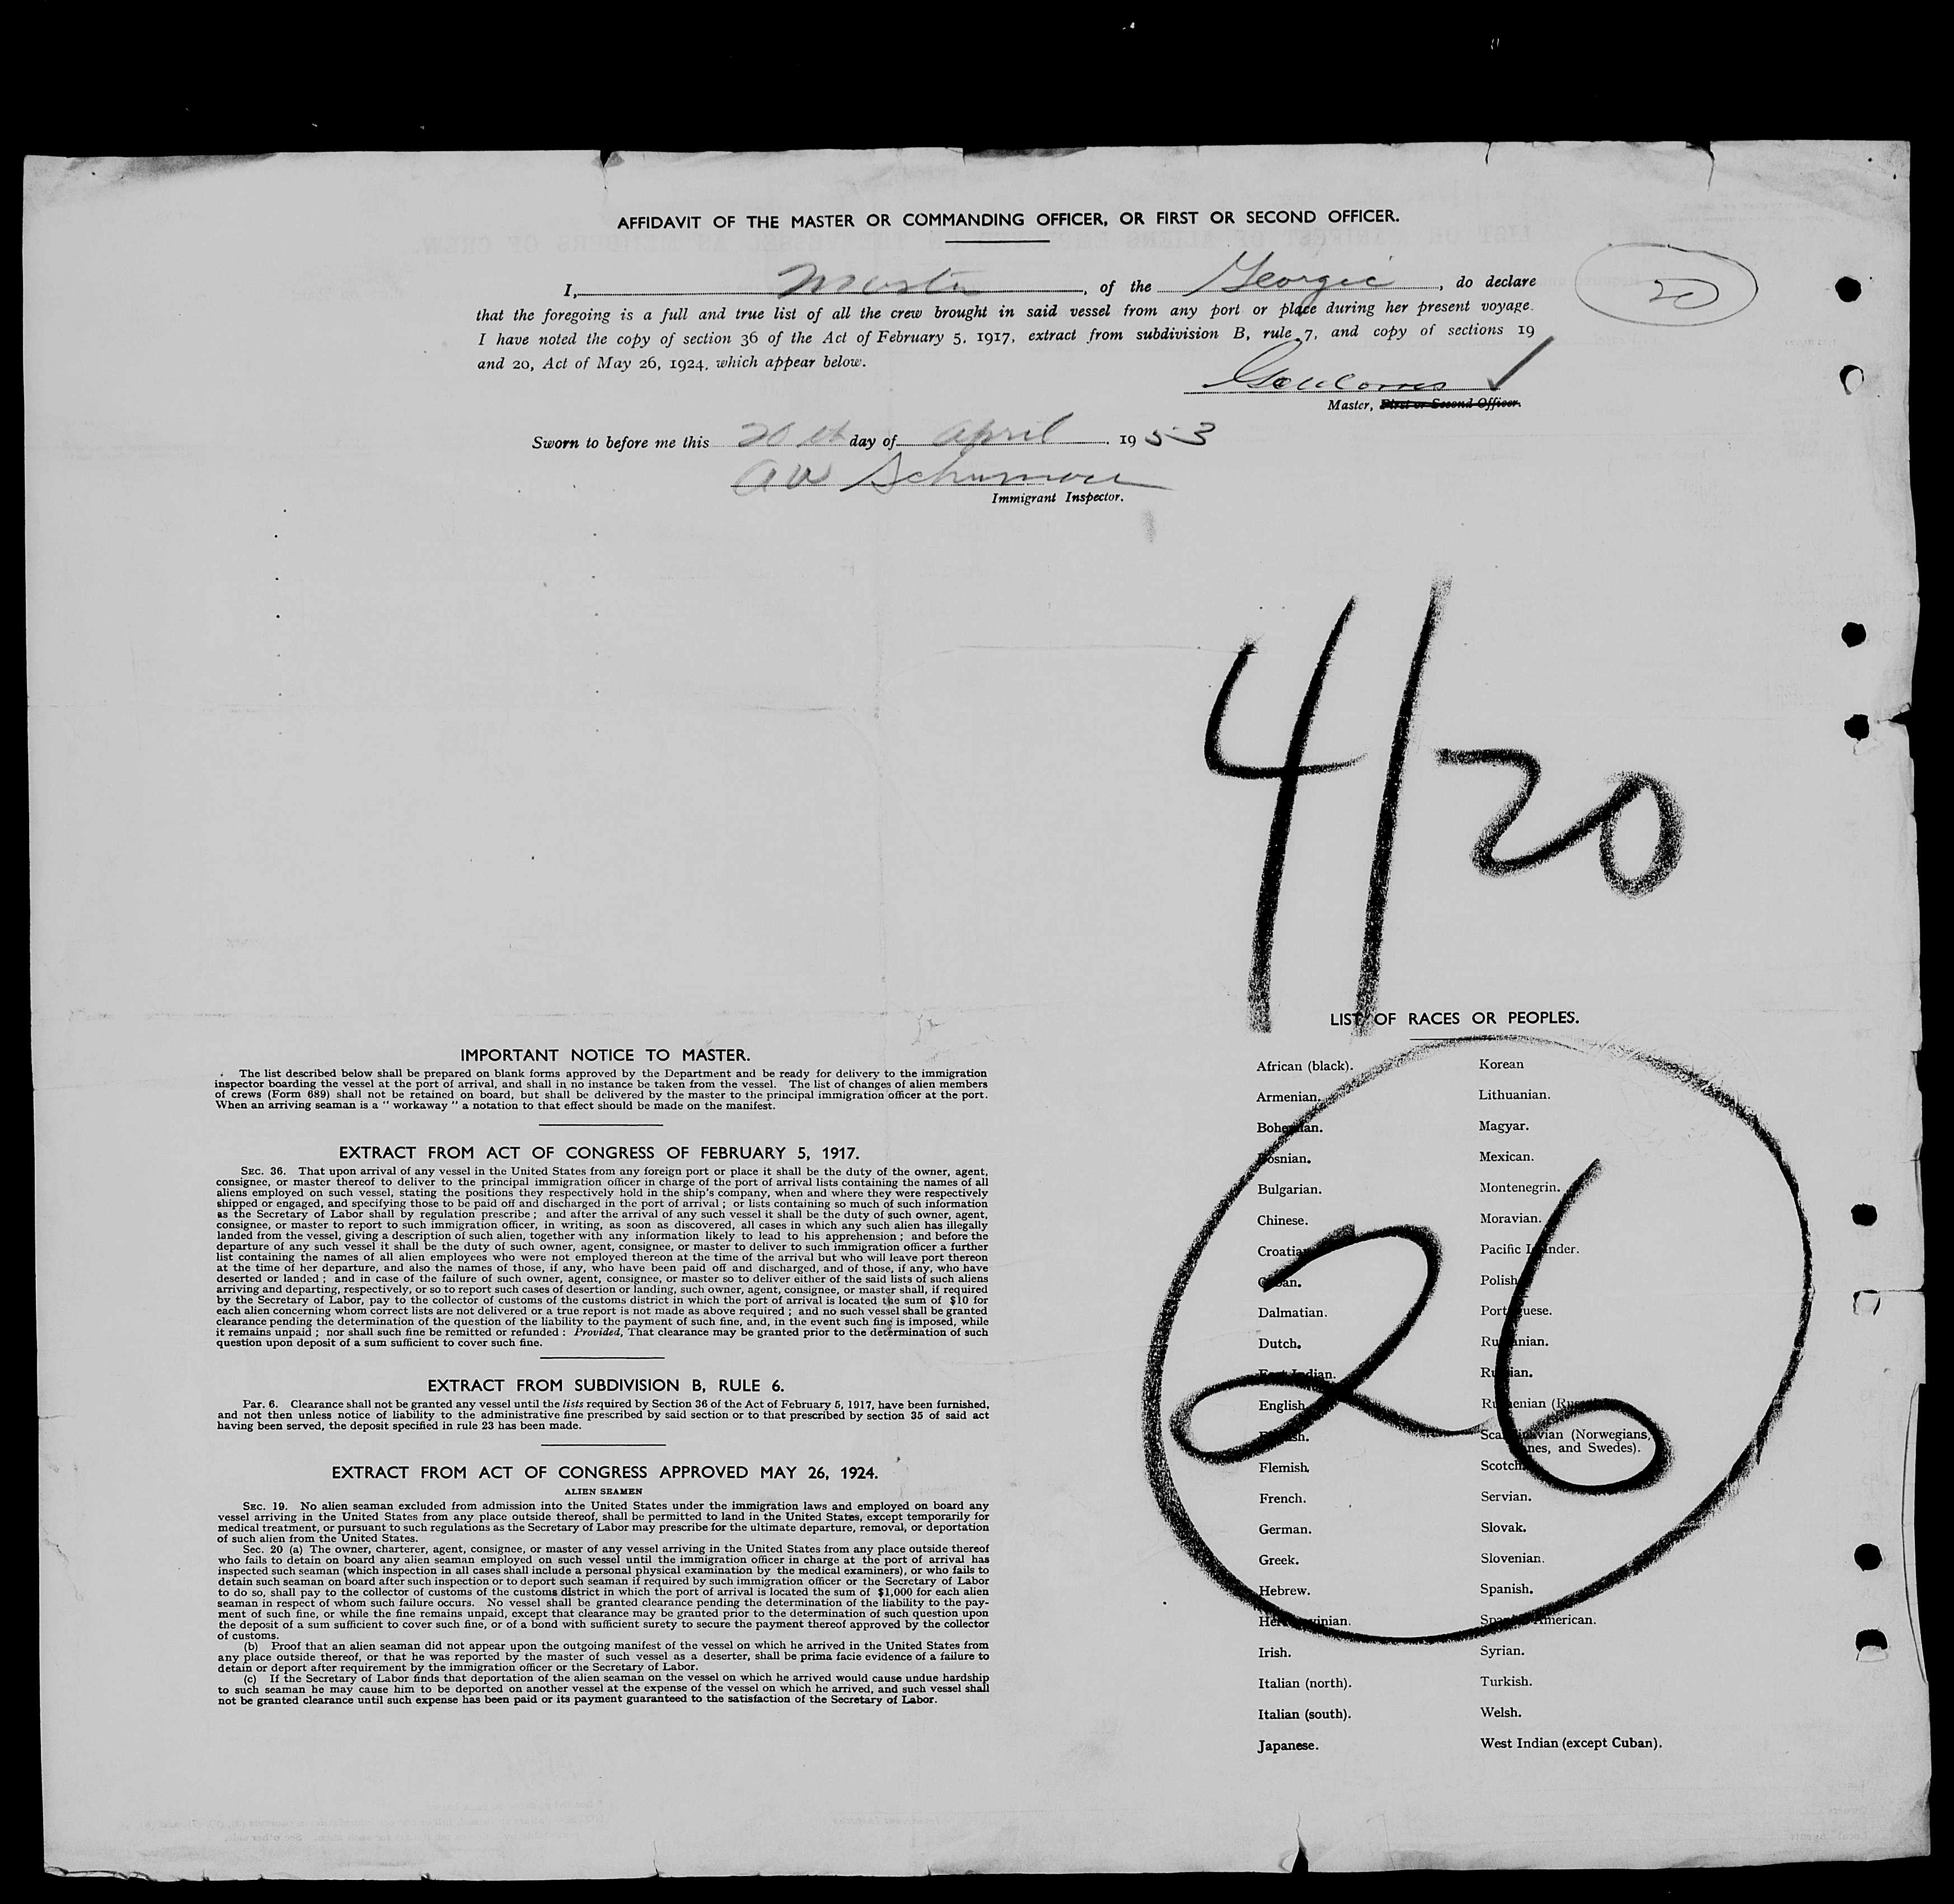 AFFIDAVIT OF THE MASTER OR COMMANDING OFFICER, OR FIRST OR SECOND OFFICER.
I, Master, of the Georgic, do declare
that the foregoing is a full and true list of all the crew brought in said vessel from any port or place during her present voyage.
I have noted the copy of section 36 of the Act of February 5, 1917, extract from subdivision B, rule 7, and copy of sections 19
and 20, Act of May 26, 1924, which appear below.
20
Master, First or Second Officer.
Sworn to before me this 20th day of April, 1953
A W
Immigrant Inspector.
4/20
IMPORTANT NOTICE TO MASTER.
The list described below shall be prepared on blank forms approved by the Department and be ready for delivery to the immigration
inspector boarding the vessel at the port of arrival, and shall in no instance be taken from the vessel. The list of changes of alien members
of crews (Form 689) shall not be retained on board, but shall be delivered by the master to the principal immigration officer at the port.
When an arriving seaman is a " workaway " a notation to that effect should be made on the manifest.
EXTRACT FROM ACT OF CONGRESS OF FEBRUARY 5, 1917.
SEC. 36. That upon arrival of any vessel in the United States from any foreign port or place it shall be the duty of the owner, agent,
consignee, or master thereof to deliver to the principal immigration officer in charge of the port of arrival lists containing the names of all
aliens employed on such vessel, stating the positions they respectively hold in the ship's company, when and where they were respectively
shipped or engaged, and specifying those to be paid off and discharged in the port of arrival ; or lists containing so much of such information
as the Secretary of Labor shall by regulation prescribe ; and after the arrival of any such vessel it shall be the duty of such owner, agent,
consignee, or master to report to such immigration officer, in writing, as soon as discovered, all cases in which any such alien has illegally
landed from the vessel, giving a description of such alien, together with any information likely to lead to his apprehension ; and before the
departure of any such vessel it shall be the duty of such owner, agent, consignee, or master to deliver to such immigration officer a further
list containing the names of all alien employees who were not employed thereon at the time of the arrival but who will leave port thereon
at the time of her departure, and also the names of those, if any, who have been paid off and discharged, and of those, if any, who have
deserted or landed ; and in case of the failure of such owner, agent, consignee, or master so to deliver either of the said lists of such aliens
arriving and departing, respectively, or so to report such cases of desertion or landing, such owner, agent, consignee, or master shall, if required
by the Secretary of Labor, pay to the collector of customs of the customs district in which the port of arrival is located the sum of $10 for
each alien concerning whom correct lists are not delivered or a true report is not made as above required ; and no such vessel shall be granted
clearance pending the determination of the question of the liability to the payment of such fine, and, in the event such fine is imposed, while
it remains unpaid ; nor shall such fine be remitted or refunded : Provided, That clearance may be granted prior to the determination of such
question upon deposit of a sum sufficient to cover such fine.
EXTRACT FROM SUBDIVISION B, RULE 6.
PAR. 6. Clearance shall not be granted any vessel until the lists required by Section 36 of the Act of February 5, 1917, have been furnished,
and not then unless notice of liability to the administrative fine prescribed by said section or to that prescribed by section 35 of said act
having been served, the deposit specified in rule 23 has been made.
EXTRACT FROM ACT OF CONGRESS APPROVED MAY 26, 1924.
ALIEN SEAMEN
SEC. 19. No alien seaman excluded from admission into the United States under the immigration laws and employed on board any
vessel arriving in the United States from any place outside thereof, shall be permitted to land in the United States, except temporarily for
medical treatment, or pursuant to such regulations as the Secretary of Labor may prescribe for the ultimate departure, removal, or deportation
of such alien from the United States.
Sec. 20 (a) The owner, charterer, agent, consignee, or master of any vessel arriving in the United States from any place outside thereof
who fails to detain on board any alien seaman employed on such vessel until the immigration officer in charge at the port of arrival has
inspected such seaman (which inspection in all cases shall include a personal physical examination by the medical examiners), or who fails to
detain such seaman on board after such inspection or to deport such seaman if required by such immigration officer or the Secretary of Labor
to do so, shall pay to the collector of customs of the customs district in which the port of arrival is located the sum of $1,000 for each alien
seaman in respect of whom such failure occurs. No vessel shall be granted clearance pending the determination of the liability to the pay-
ment of such fine, or while the fine remains unpaid, except that clearance may be granted prior to the determination of such question upon
the deposit of a sum sufficient to cover such fine, or of a bond with sufficient surety to secure the payment thereof approved by the collector
of customs.
(b) Proof that an alien seaman did not appear upon the outgoing manifest of the vessel on which he arrived in the United States from
any place outside thereof, or that he was reported by the master of such vessel as a deserter, shall be prima facie evidence of a failure to
detain or deport after requirement by the immigration officer or the Secretary of Labor.
(c) If the Secretary of Labor finds that deportation of the alien seaman on the vessel on which he arrived would cause undue hardship
to such seaman he may cause him to be deported on another vessel at the expense of the vessel on which he arrived, and such vessel shall
not be granted clearance until such expense has been paid or its payment guaranteed to the satisfaction of the Secretary of Labor.
LIST OF RACES OR PEOPLES.
African (black).
Armenian.
Bohemian.
Bosnian.
Bulgarian.
Chinese.
Croatian.
Cuban.
Dalmatian.
Dutch.
East Indian.
English.
Finnish.
Flemish.
French.
German.
Greek.
Hebrew.
Herzegovinian.
Irish.
Italian (north).
Italian (south).
Japanese.
Korean
Lithuanian.
Magyar.
Mexican.
Montenegrin.
Moravian.
Pacific Islander.
Polish.
Portuguese.
Rumanian.
Russian.
Ruthenian
Scandinavian (Norwegians,
Danes, and Swedes).
Scotch.
Servian.
Slovak.
Slovenian.
Spanish.
Spanish American.
Syrian.
Turkish.
Welsh.
West Indian (except Cuban).
26